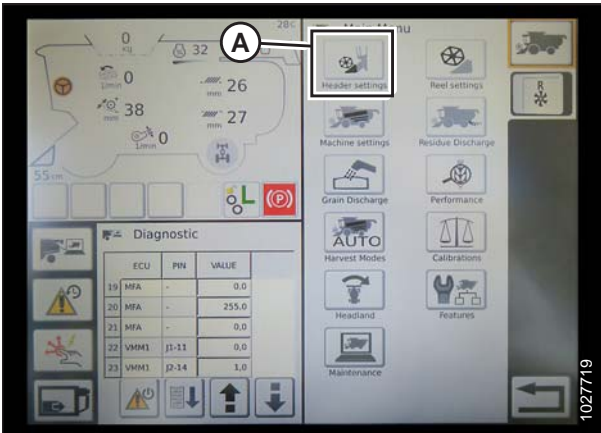 28c
Main Menu
0
kg
32
A
0
1/min
26
mm
38
mm
27
mm
0
1/min
55 cm
L
(P)
Header settings
Reel settings
R
Machine settings
Residue Discharge
Grain Discharge
Performance
AUTO
Harvest Modes
Calibrations
Headland
Features
Maintenance
Diagnostic
ECU PIN VALUE
19 MFA - 0,0
20 MFA - 255,0
21 MFA - 0,0
22 VMM1 J1-11 0,0
23 VMM1 J2-14 1,0
1027719